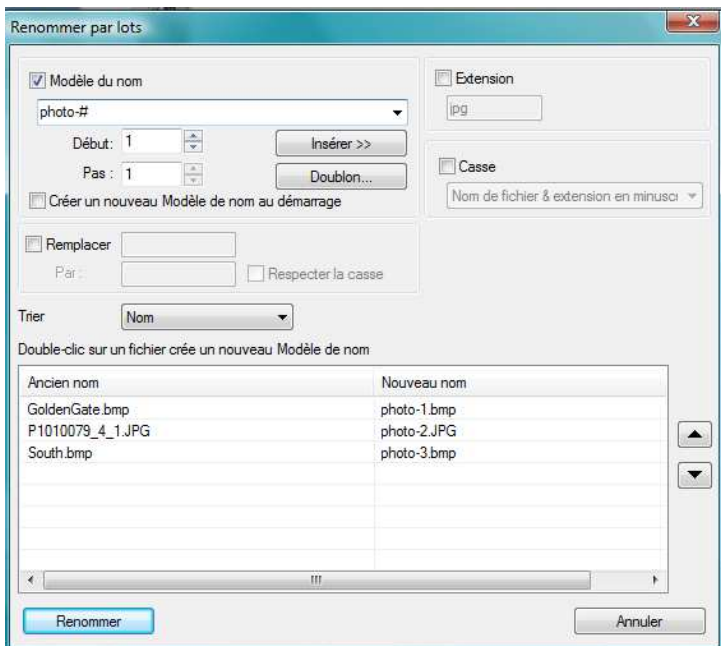 Renommer par lots
Modèle du nom
photo-#
Début: 1
Insérer >>
Pas : 1
Doublon...
Créer un nouveau Modèle de nom au démarrage
Extension
jpg
Casse
Nom de fichier & extension en minusci
Remplacer
Par :
Respecter la casse
Trier Nom
Double-clic sur un fichier crée un nouveau Modèle de nom
Ancien nom Nouveau nom
GoldenGate.bmp photo-1.bmp
P1010079_4_1.JPG photo-2.JPG
South.bmp photo-3.bmp
Renommer Annuler